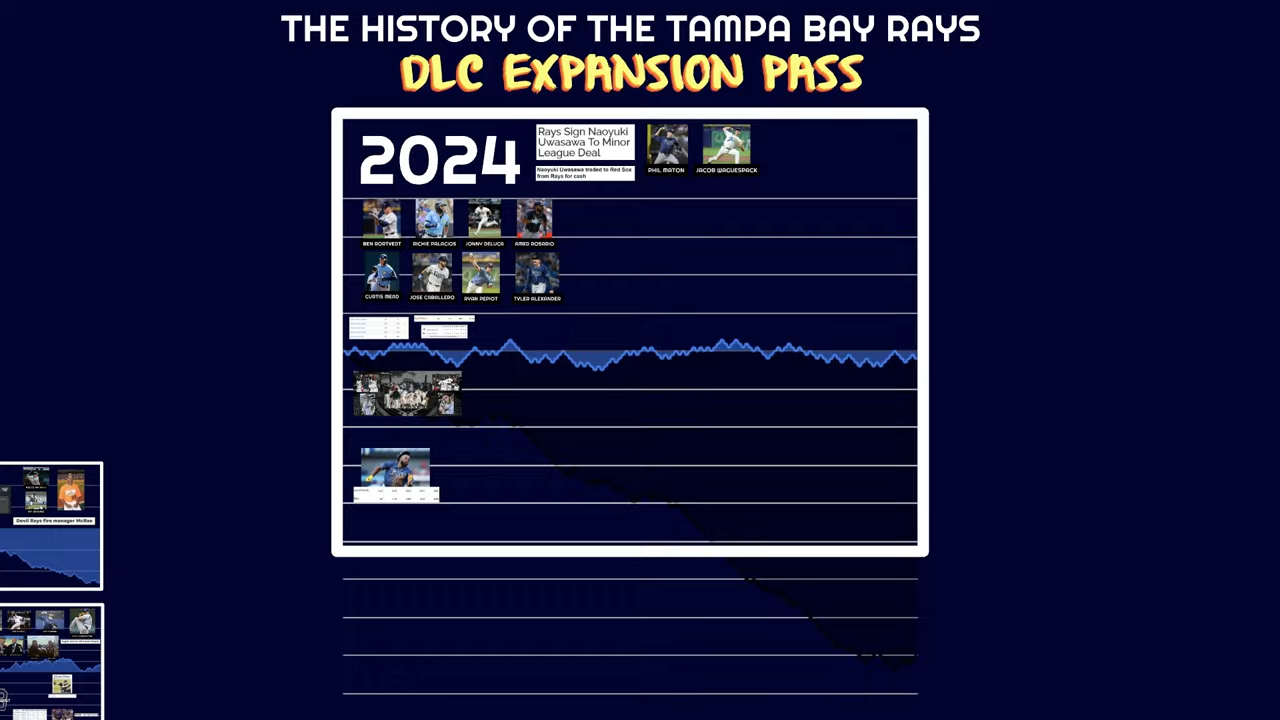 THE HISTORY OF THE TAMPA BAY RAYS
DLC EXPANSION PASS
2024
Rays Sign Naoyuki
Uwasawa To Minor
League Deal
Naoyuki Uwasawa traded to Red Sox
from Rays for cash
PHIL MATON
JACOB WAGUESPACK
BEN RORTVEDT
RICHIE PALACIOS
JONNY DELUCA
AMED ROSARIO
CURTIS MEAD
JOSE CABALLERO
RYAN PEPIOT
TYLER ALEXANDER
Devil Rays fire manager McRae